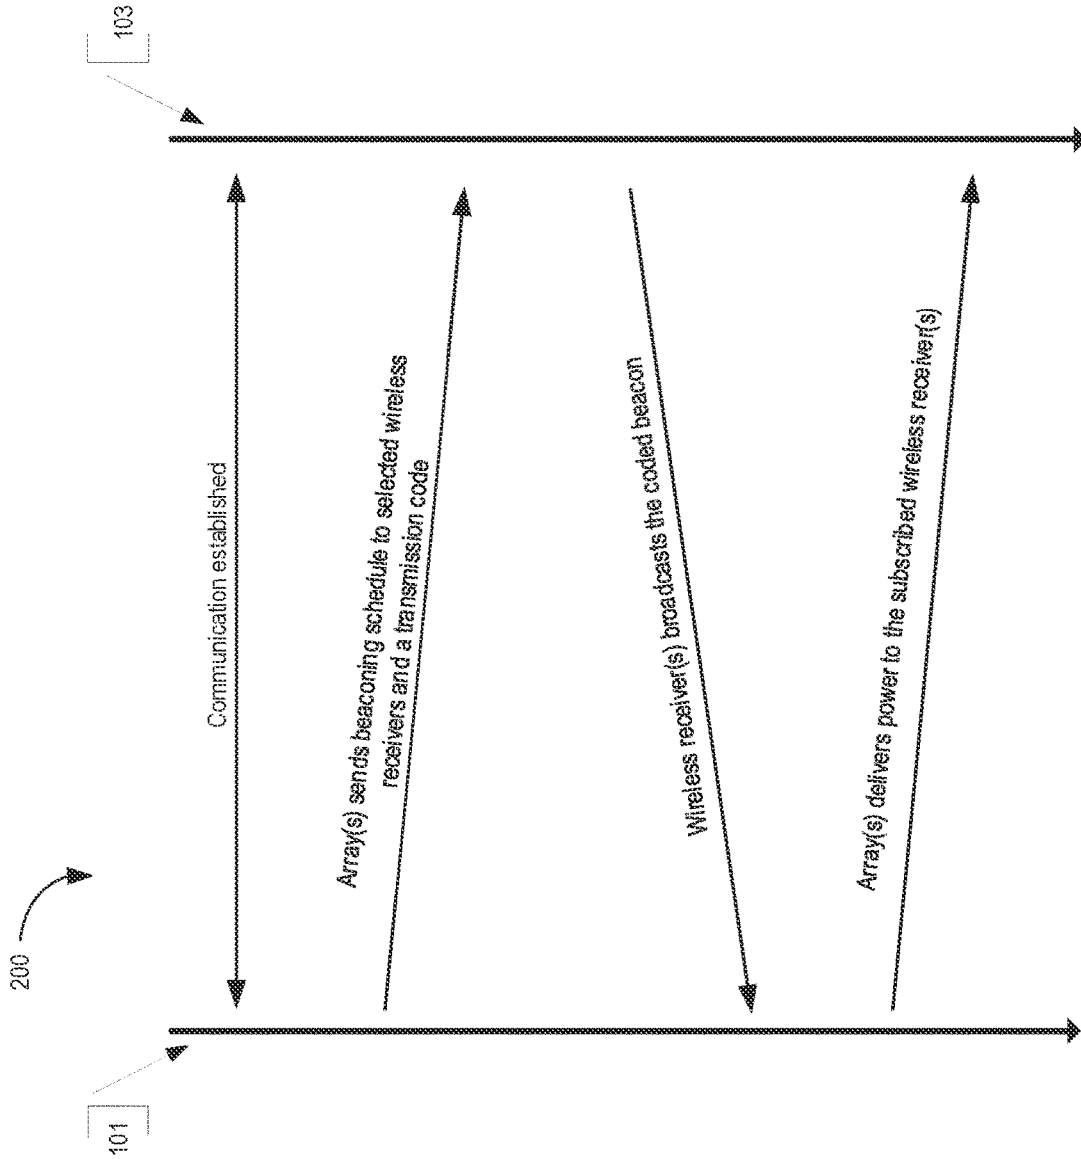 200
101
103
Communication established
Array(s) sends beaconing schedule to selected wireless
receivers and a transmission code
Wireless receiver(s) broadcasts the coded beacon
Array(s) delivers power to the subscribed wireless receiver(s)